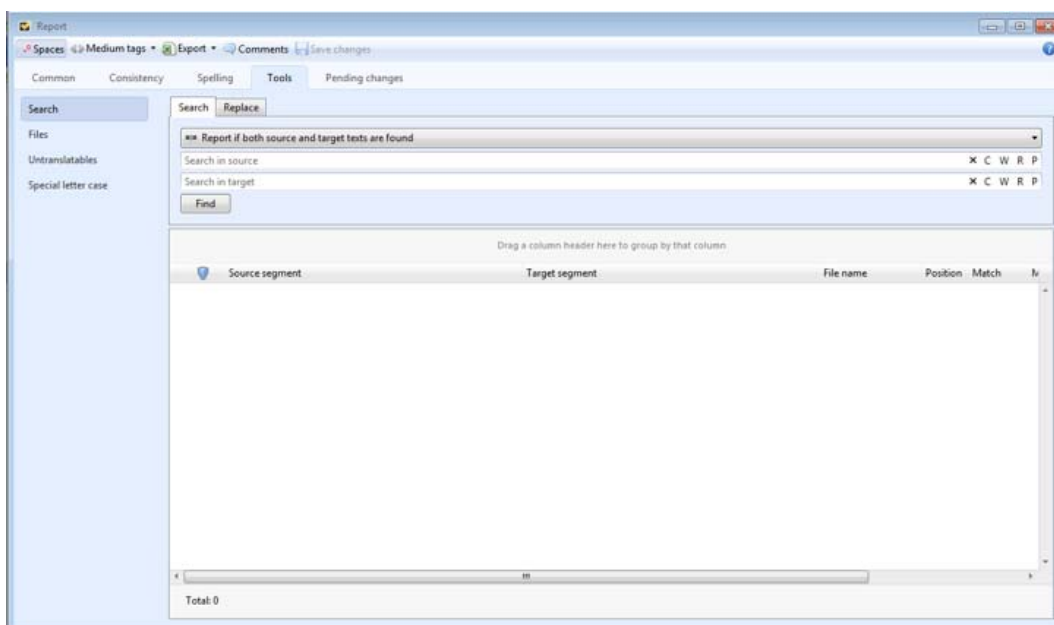 Report
Spaces Medium tags Export Comments Save changes
Common Consistency Spelling Tools Pending changes
Search
Files
Untranslatables
Special letter case
Search Replace
Report if both source and target texts are found
Search in source × C W R P
Search in target × C W R P
Find
Drag a column header here to group by that column
Source segment Target segment File name Position Match
Total: 0